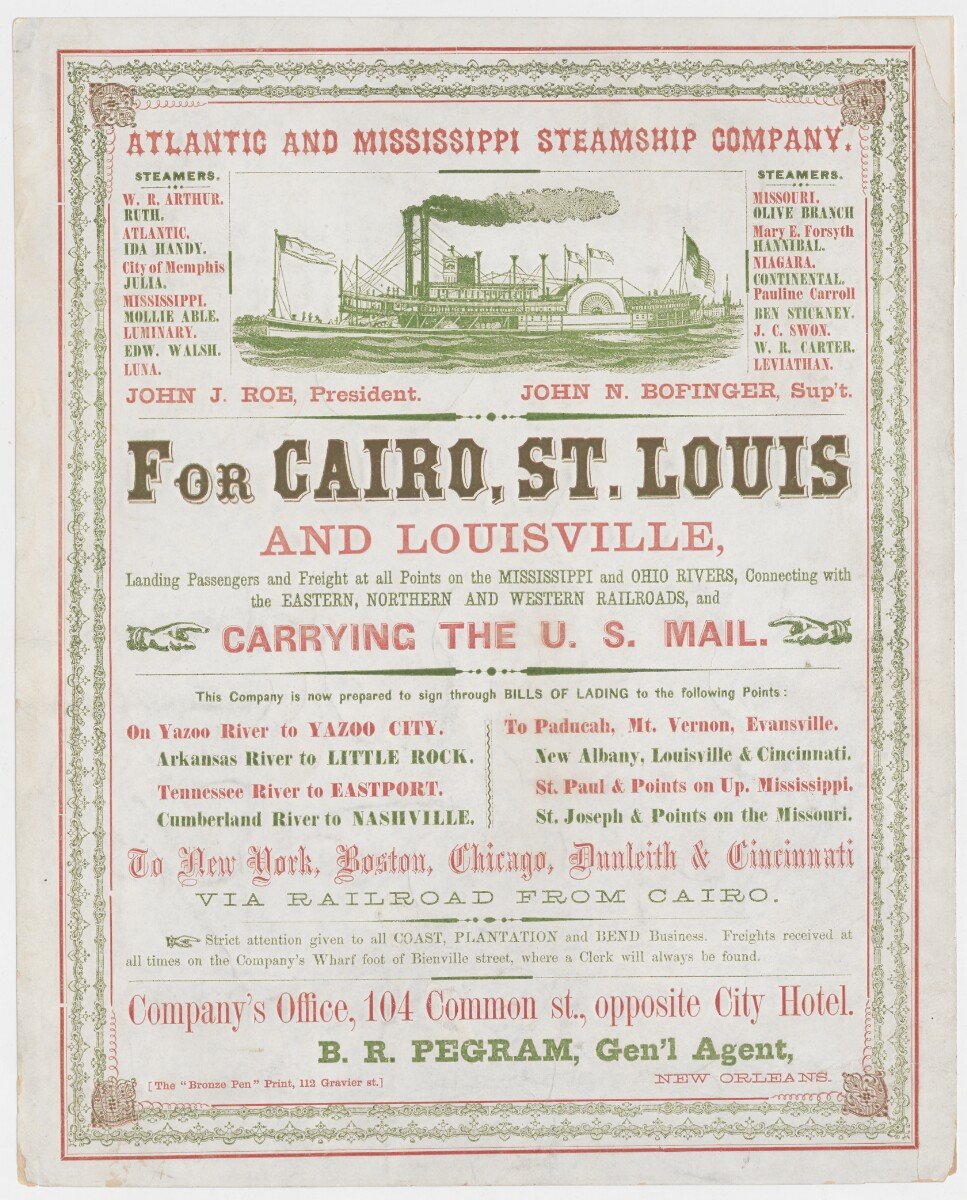 ATLANTIC AND MISSISSIPPI STEAMSHIP COMPANY.
STEAMERS.
W. R. ARTHUR.
RUTH.
ATLANTIC.
IDA HANDY.
City of Memphis
JULIA.
MISSISSIPPI.
MOLLIE ABLE.
LUMINARY.
EDW. WALSH.
LUNA.
STEAMERS.
MISSOURI.
OLIVE BRANCH
Mary E. Forsyth
HANNIBAL.
NIAGARA.
CONTINENTAL.
Pauline Carroll
BEN STICKNEY.
J. C. SWON.
W. R. CARTER.
LEVIATHAN.
JOHN J. ROE, President.
JOHN N. BOFINGER, Sup't.
FOR CAIRO, ST. LOUIS
AND LOUISVILLE,
Landing Passengers and Freight at all Points on the MISSISSIPPI and OHIO RIVERS, Connecting with
the EASTERN, NORTHERN AND WESTERN RAILROADS, and
CARRYING THE U. S. MAIL.
This Company is now prepared to sign through BILLS OF LADING to the following Points:
On Yazoo River to YAZOO CITY.
Arkansas River to LITTLE ROCK.
Tennessee River to EASTPORT.
Cumberland River to NASHVILLE.
To Paducah, Mt. Vernon, Evansville.
New Albany, Louisville & Cincinnati.
St. Paul & Points on Up. Mississippi.
St. Joseph & Points on the Missouri.
To New York, Boston, Chicago, Dunleith & Cincinnati
VIA RAILROAD FROM CAIRO.
Strict attention given to all COAST, PLANTATION and BEND Business. Freights received at
all times on the Company's Wharf foot of Bienville street, where a Clerk will always be found.
Company's Office, 104 Common st., opposite City Hotel.
B. R. PEGRAM, Gen'l Agent,
[The "Bronze Pen" Print, 112 Gravier st.]
NEW ORLEANS.